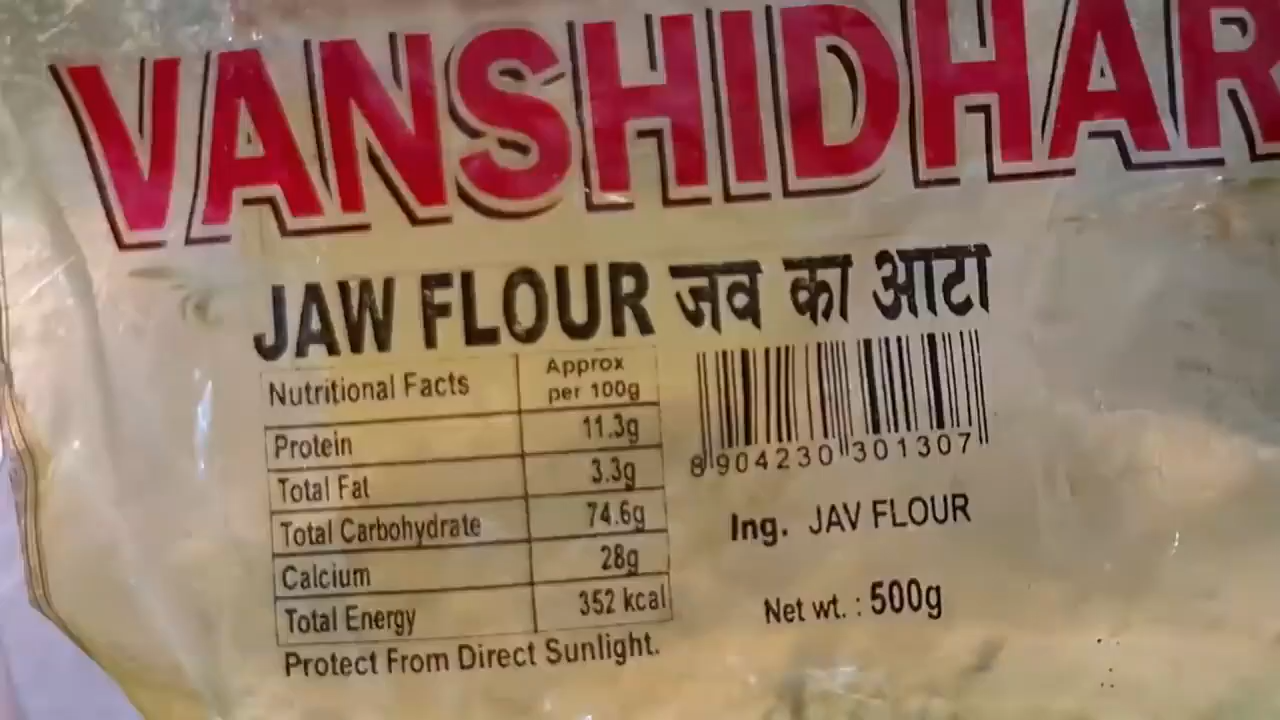 VANSHIDHAR
JAW FLOUR जव का आटा
Nutritional Facts Approx per 100g
Protein 11.3g
Total Fat 3.3g
Total Carbohydrate 74.6g
Calcium 28g
Total Energy 352 kcal
Protect From Direct Sunlight.
8 904230 301307
Ing. JAV FLOUR
Net wt. : 500g